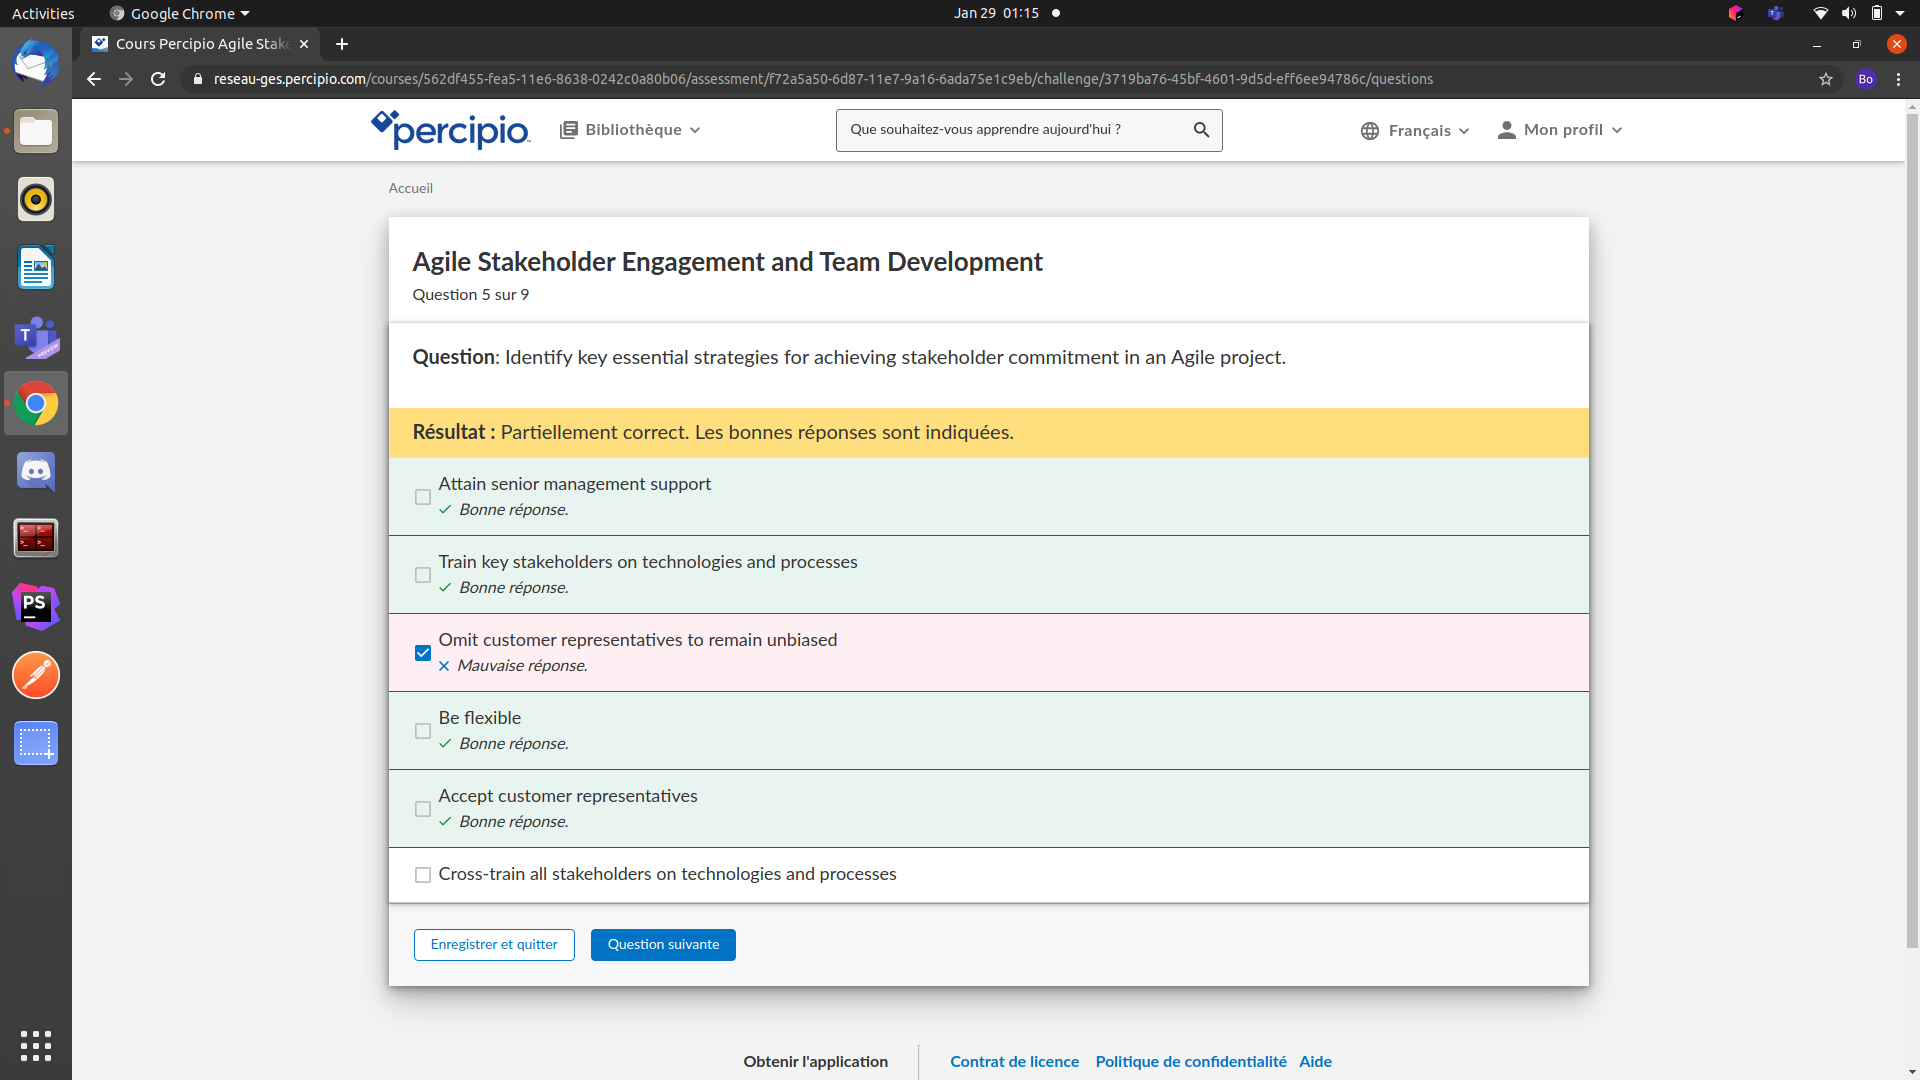 Activities
Google Chrome
Jan 29 01:15
Cours Percipio Agile Stake
reseau-ges.percipio.com/courses/562df455-fea5-11e6-8638-0242c0a80b06/assessment/f72a5a50-6d87-11e7-9a16-6ada75e1c9eb/challenge/3719ba76-45bf-4601-9d5d-eff6ee94786c/questions
Bo
percipio
Bibliothèque
Que souhaitez-vous apprendre aujourd'hui ?
Français
Mon profil
Accueil
Agile Stakeholder Engagement and Team Development
Question 5 sur 9
Question: Identify key essential strategies for achieving stakeholder commitment in an Agile project.
Résultat : Partiellement correct. Les bonnes réponses sont indiquées.
Attain senior management support
Bonne réponse.
Train key stakeholders on technologies and processes
Bonne réponse.
Omit customer representatives to remain unbiased
Mauvaise réponse.
Be flexible
Bonne réponse.
Accept customer representatives
Bonne réponse.
Cross-train all stakeholders on technologies and processes
Enregistrer et quitter
Question suivante
Obtenir l'application
Contrat de licence
Politique de confidentialité
Aide
T
PS